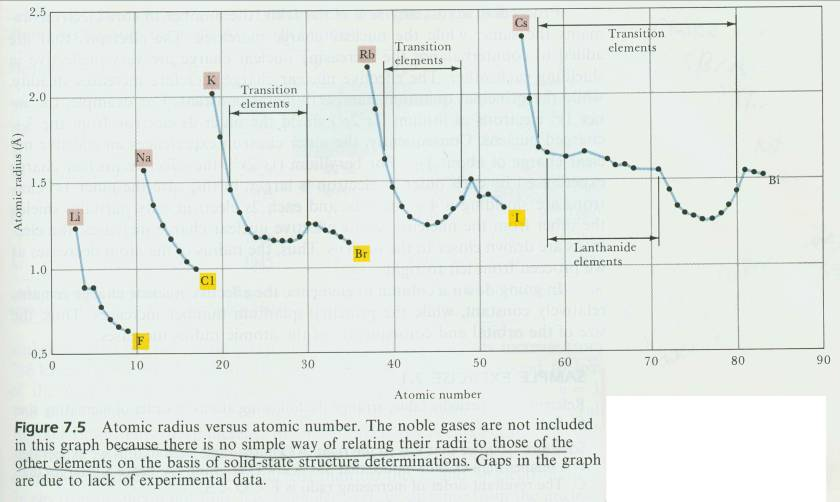 2.5
2.0
1.5
1.0
0.5
Atomic radius (Å)
Li
F
Na
Cl
K
Transition
elements
Br
Rb
Transition
elements
I
Cs
Transition
elements
Lanthanide
elements
Bi
0 10 20 30 40 50 60 70 80 90
Atomic number
Figure 7.5 Atomic radius versus atomic number. The noble gases are not included
in this graph because there is no simple way of relating their radii to those of the
other elements on the basis of solid-state structure determinations. Gaps in the graph
are due to lack of experimental data.